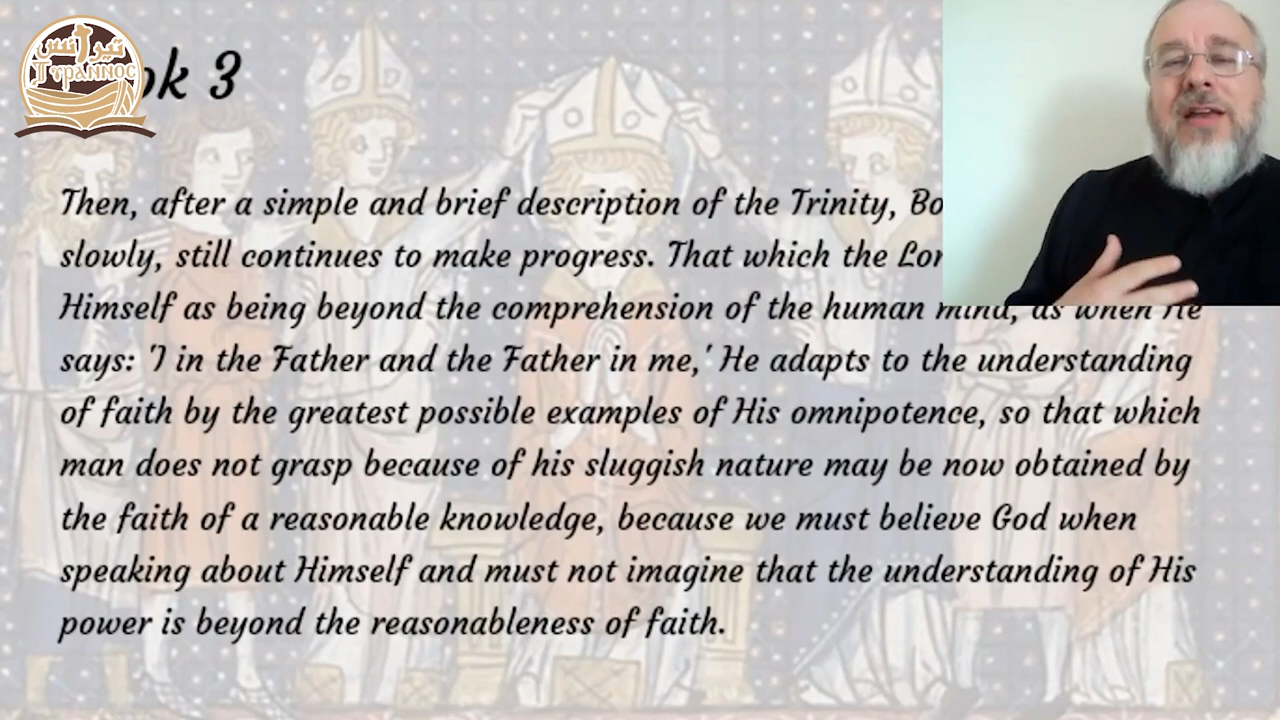 تيرانس
Τυραннос
3
Then, after a simple and brief description of the Trinity,
slowly, still continues to make progress. That which the
Himself as being beyond the comprehension of the human mind, as when He
says: 'I in the Father and the Father in me,' He adapts to the understanding
of faith by the greatest possible examples of His omnipotence, so that which
man does not grasp because of his sluggish nature may be now obtained by
the faith of a reasonable knowledge, because we must believe God when
speaking about Himself and must not imagine that the understanding of His
power is beyond the reasonableness of faith.